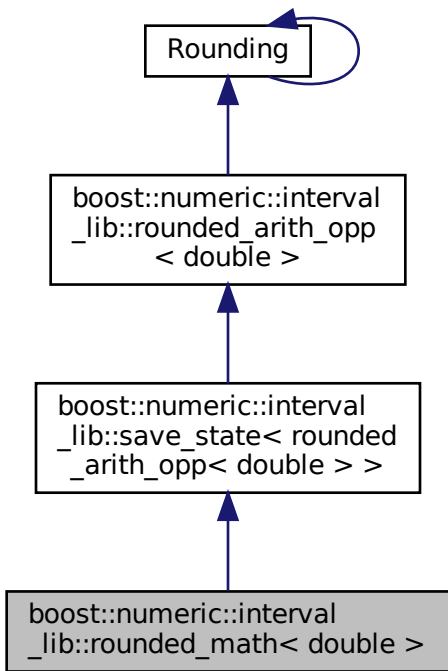 Rounding
boost::numeric::interval
_lib::rounded_arith_opp
< double >
boost::numeric::interval
_lib::save_state< rounded
_arith_opp< double > >
boost::numeric::interval
_lib::rounded_math< double >